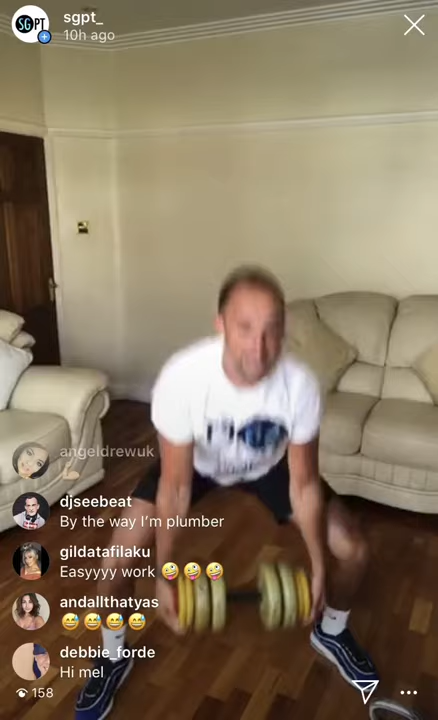 SGPT
sgpt_
10h ago
angeldrewuk
djseebeat
By the way I’m plumber
gildatafilaku
Easyyyy work 🤪🤪🤪
andallthatyas
😅😅😅😅
debbie_forde
Hi mel
158